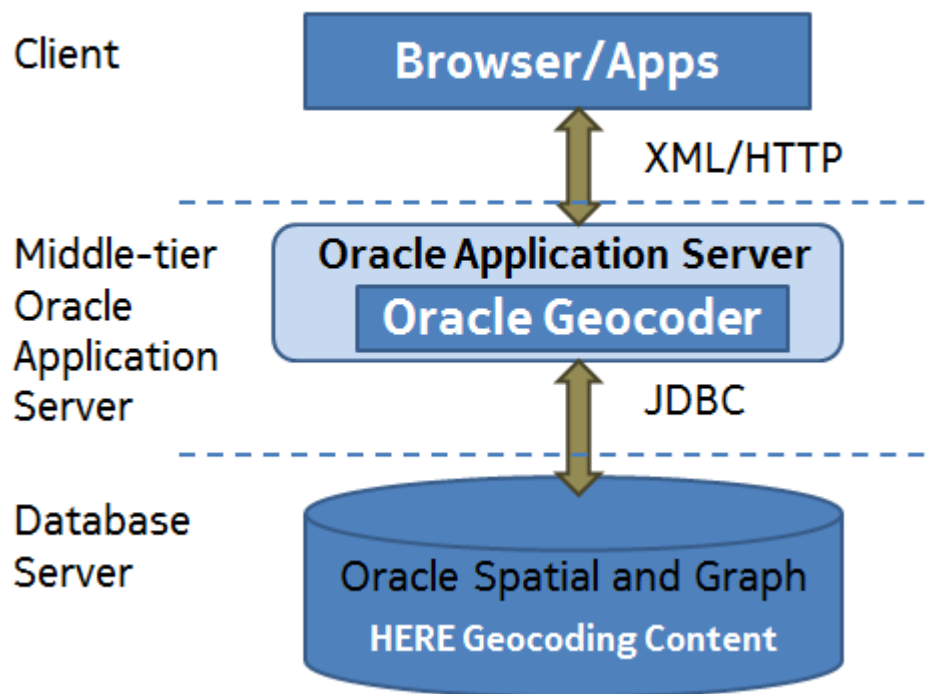 Client
Browser/Apps
XML/HTTP
Middle-tier
Oracle
Application
Server
Oracle Application Server
Oracle Geocoder
JDBC
Database
Server
Oracle Spatial and Graph
HERE Geocoding Content